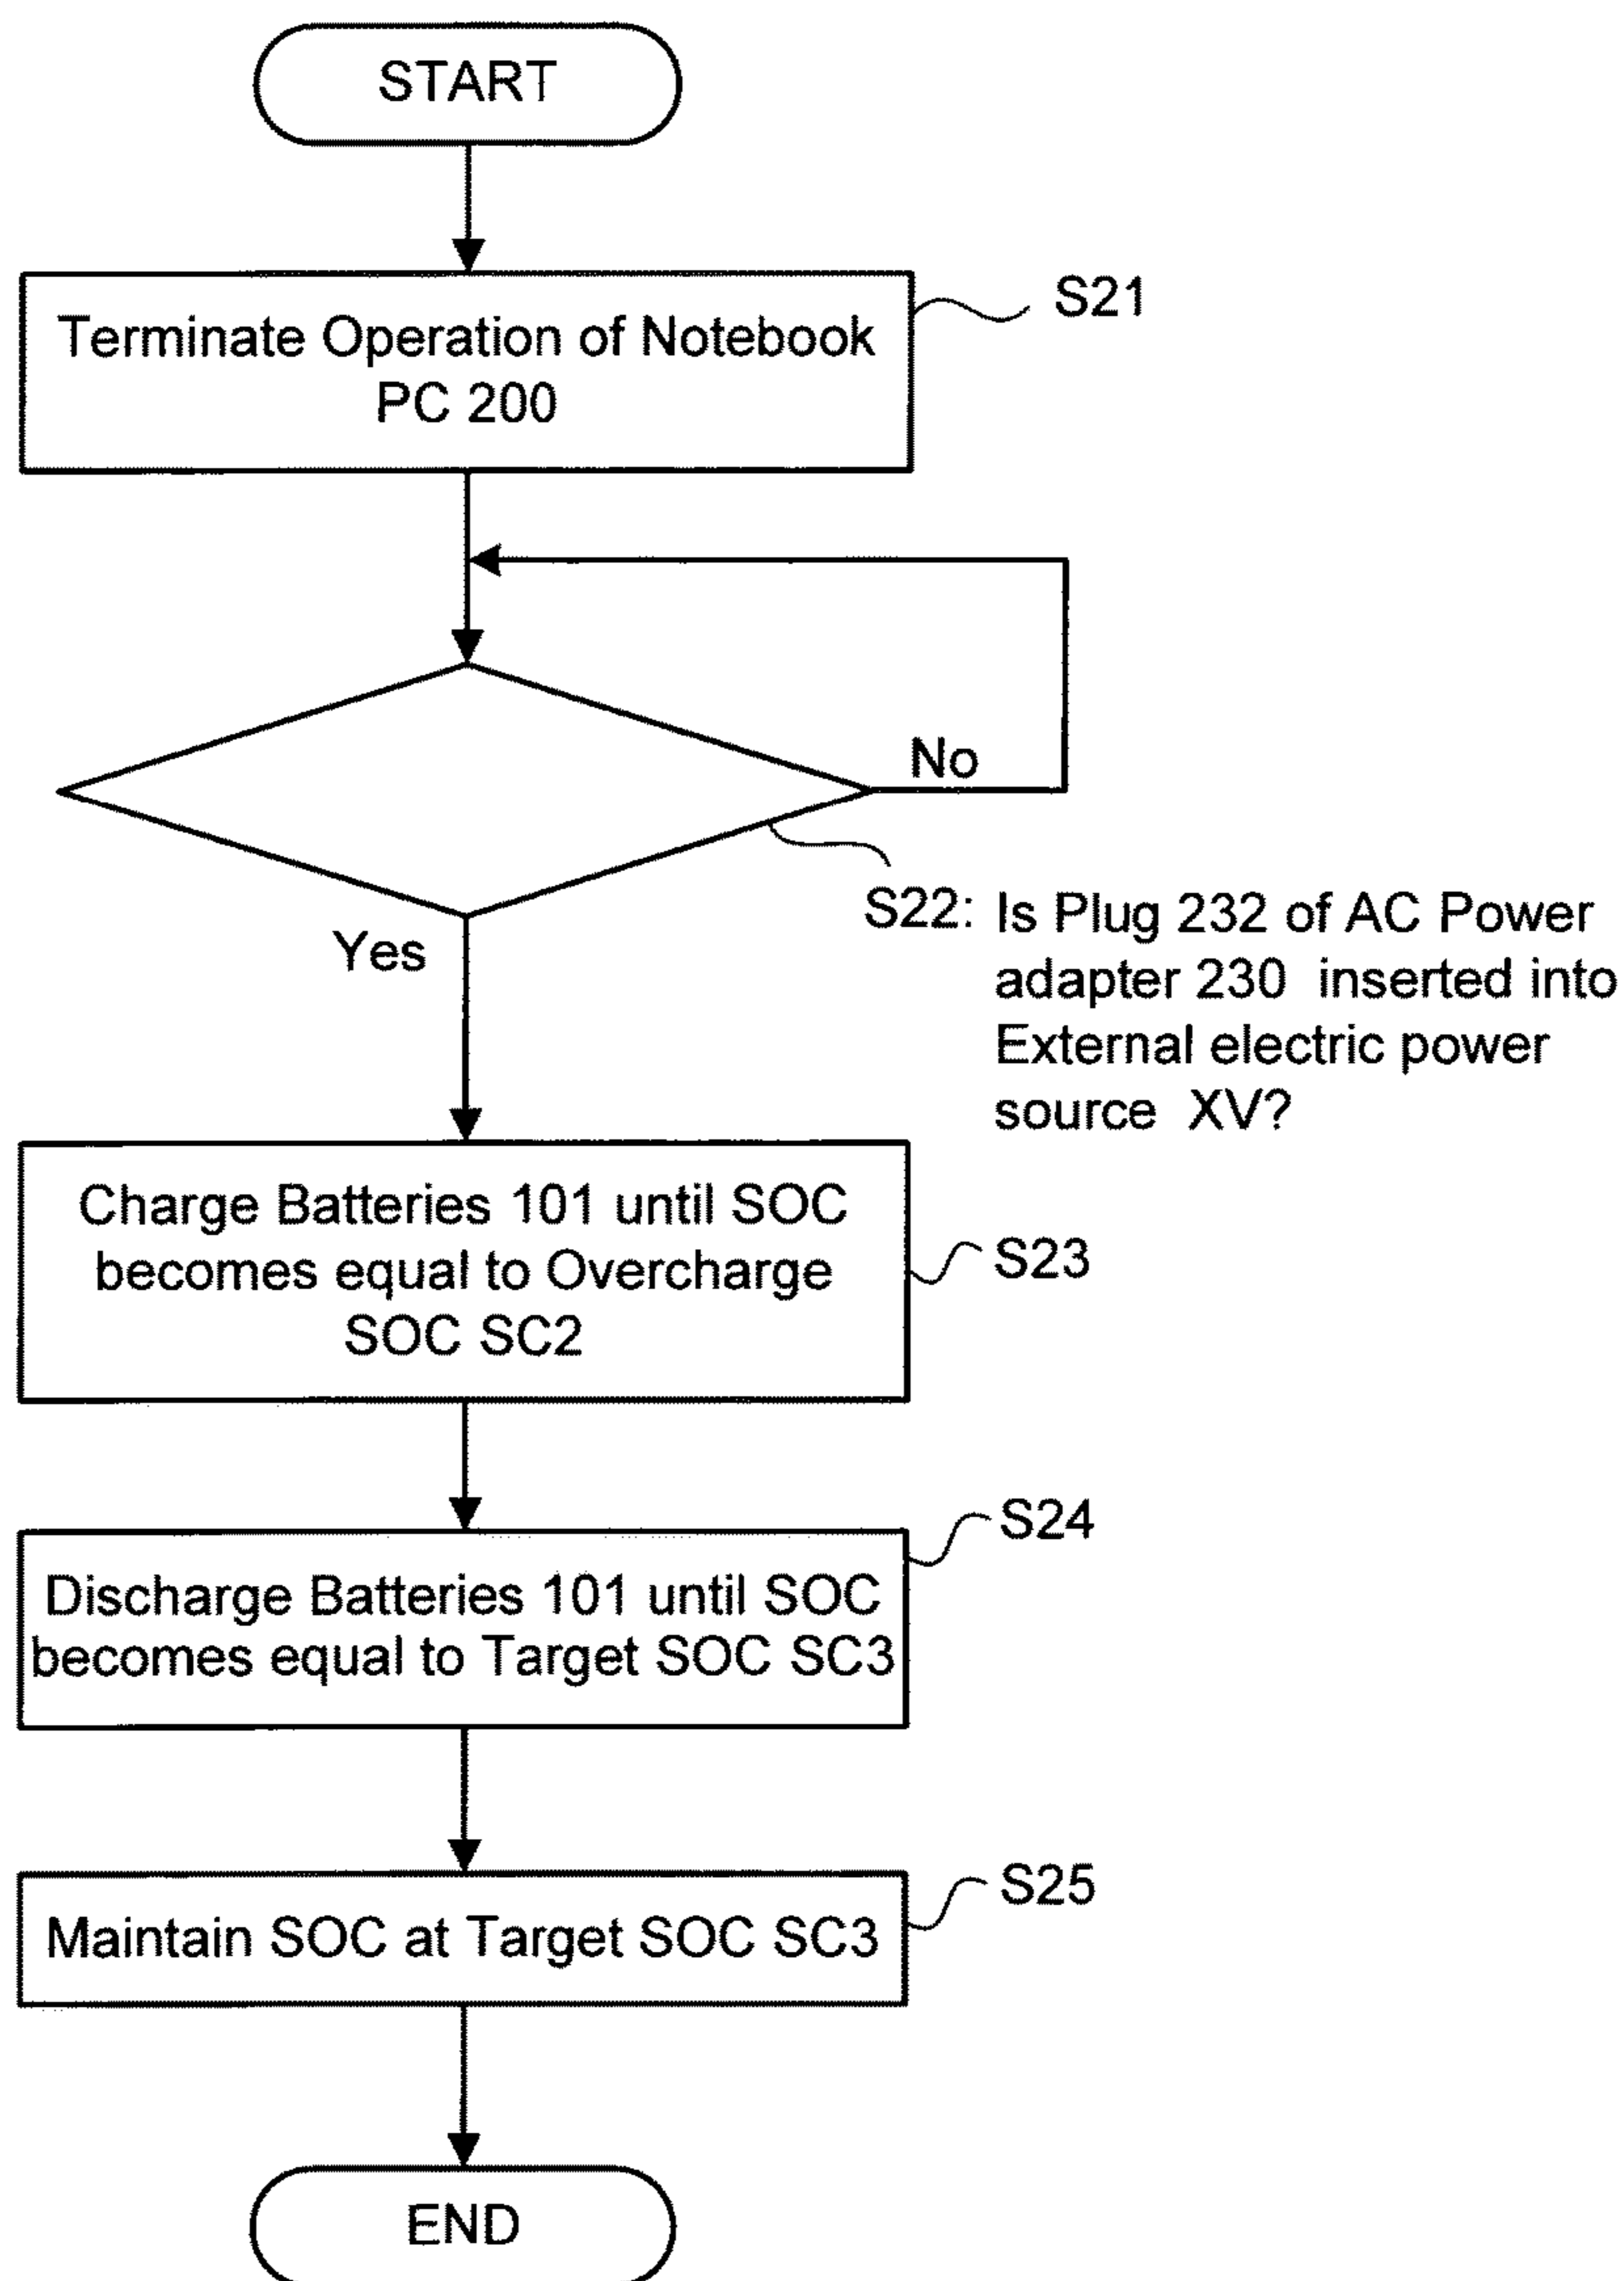 START
Terminate Operation of Notebook
PC 200
S21
No
Yes
S22: Is Plug 232 of AC Power
adapter 230 inserted into
External electric power
source XV?
Charge Batteries 101 until SOC
becomes equal to Overcharge
SOC SC2
S23
Discharge Batteries 101 until SOC
becomes equal to Target SOC SC3
S24
Maintain SOC at Target SOC SC3
S25
END